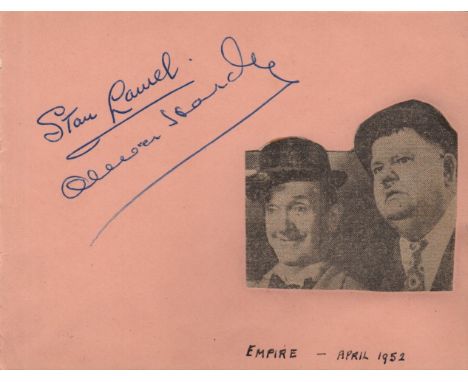 Stan Laurel.
Oliver Hardy
EMPIRE - APRIL 1952